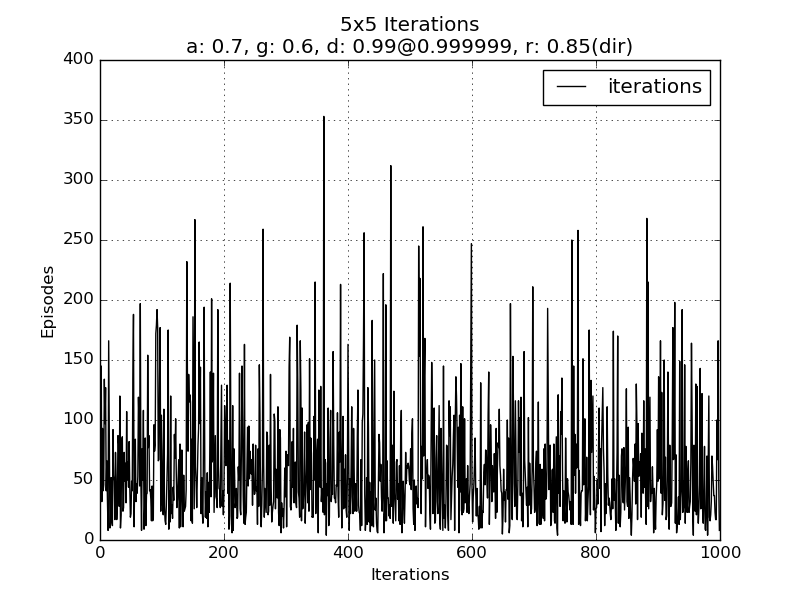 5x5 Iterations
a: 0.7, g: 0.6, d: 0.99@0.999999, r: 0.85(dir)
400
350
300
250
200
150
100
50
0
Episodes
iterations
0 200 400 600 800 1000
Iterations